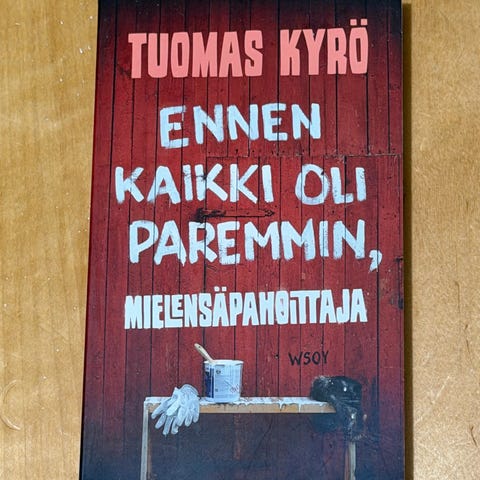 TUOMAS KYRÖ
ENNEN
KAIKKI OLI
PAREMMIN,
MIELENSÄPAHOITTAJA
WSOY